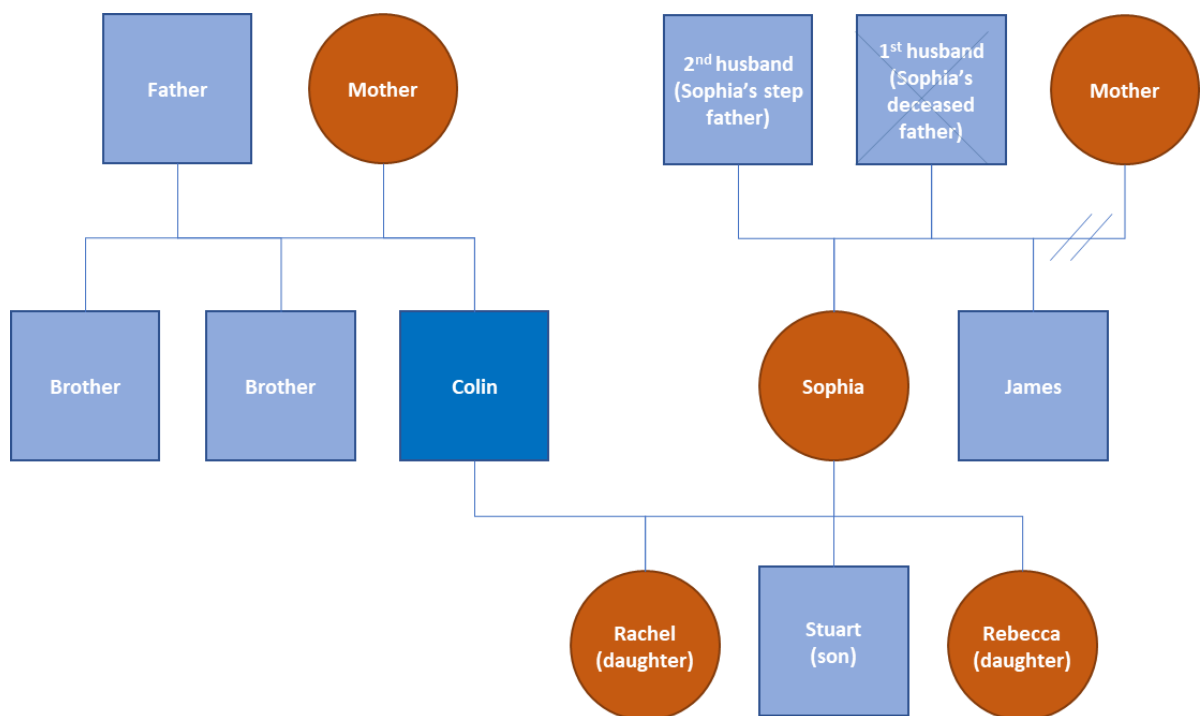 Father
Mother
2nd husband
(Sophia's step
father)
1st husband
(Sophia's
deceased
father)
Mother
Brother
Brother
Colin
Sophia
James
Rachel
(daughter)
Stuart
(son)
Rebecca
(daughter)